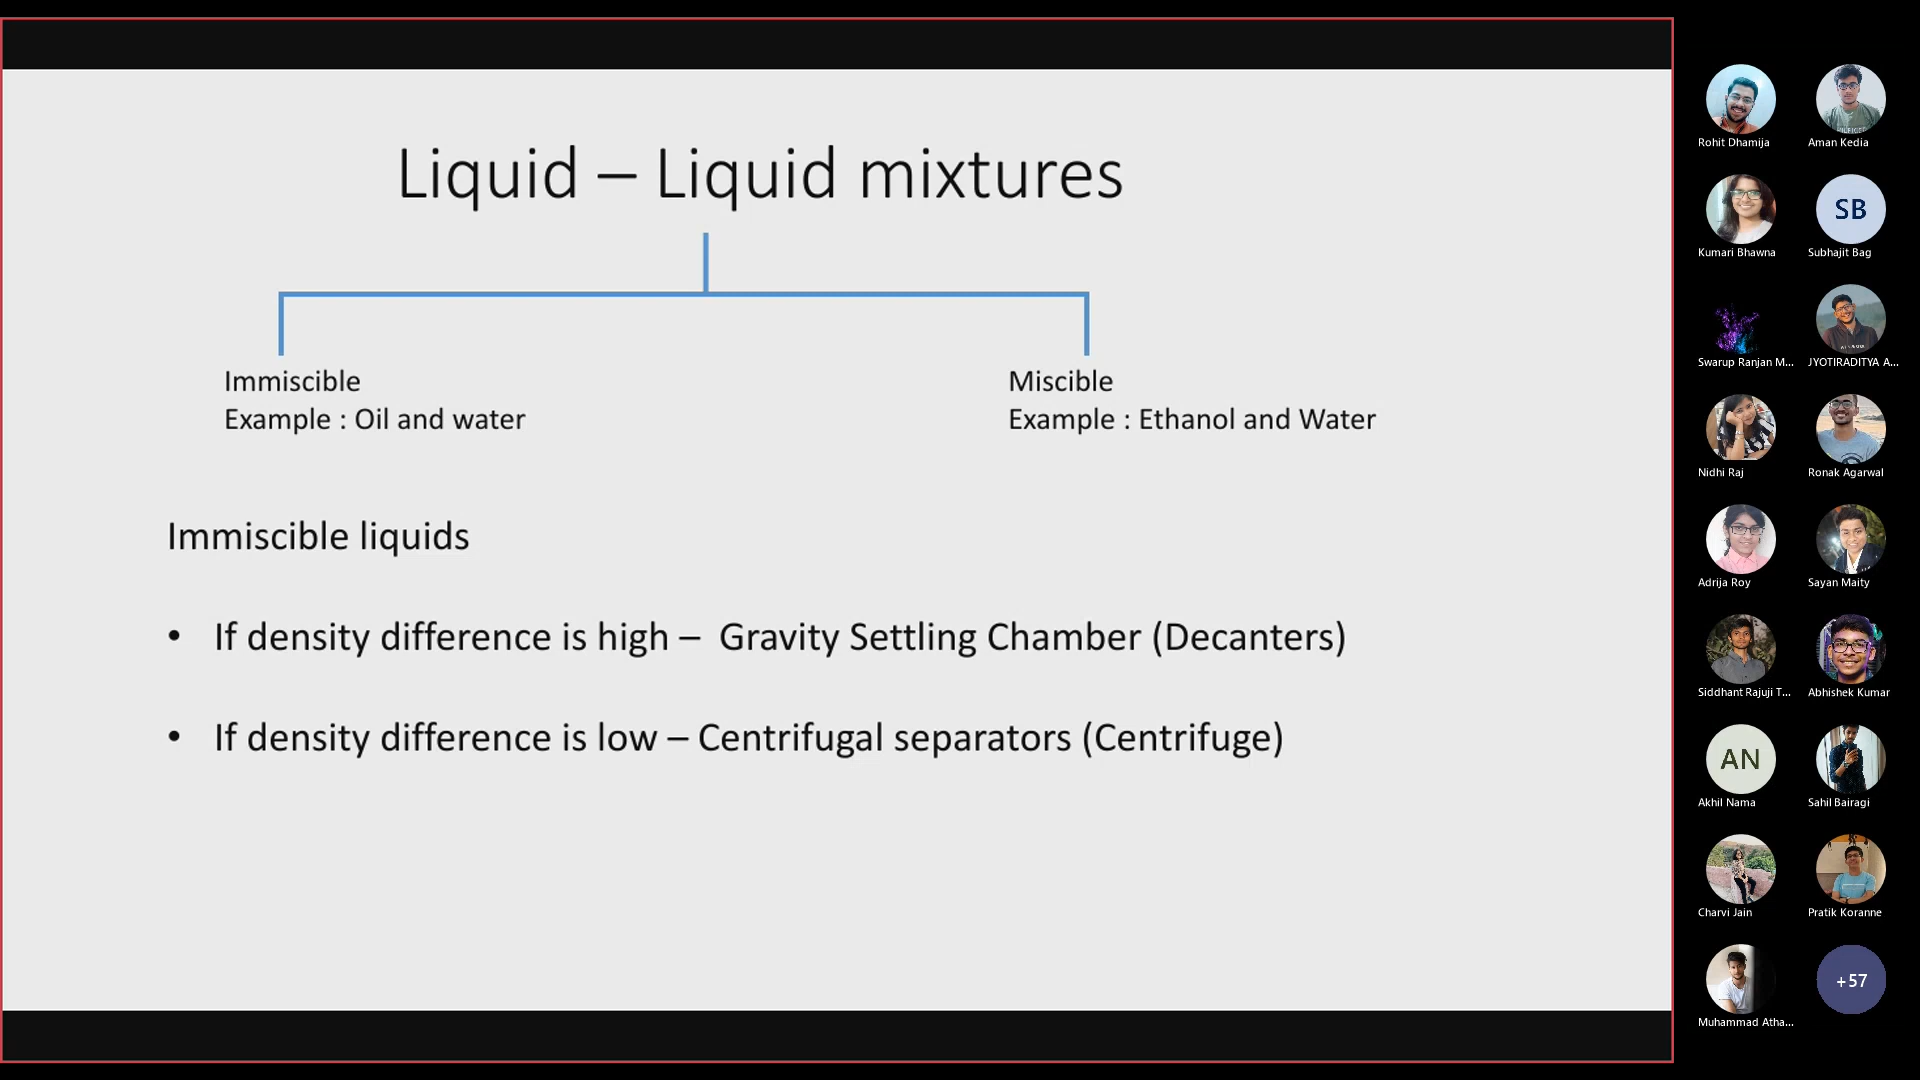 Liquid – Liquid mixtures
Immiscible
Example : Oil and water
Miscible
Example : Ethanol and Water
Immiscible liquids
• If density difference is high – Gravity Settling Chamber (Decanters)
• If density difference is low – Centrifugal separators (Centrifuge)
Rohit Dhamija
Aman Kedia
Kumari Bhawna
SB
Subhajit Bag
Swarup Ranjan M...
JYOTIRADITYA A...
Nidhi Raj
Ronak Agarwal
Adrija Roy
Sayan Maity
Siddhant Rajuji T...
Abhishek Kumar
AN
Akhil Nama
Sahil Bairagi
Charvi Jain
Pratik Koranne
Muhammad Atha...
+57